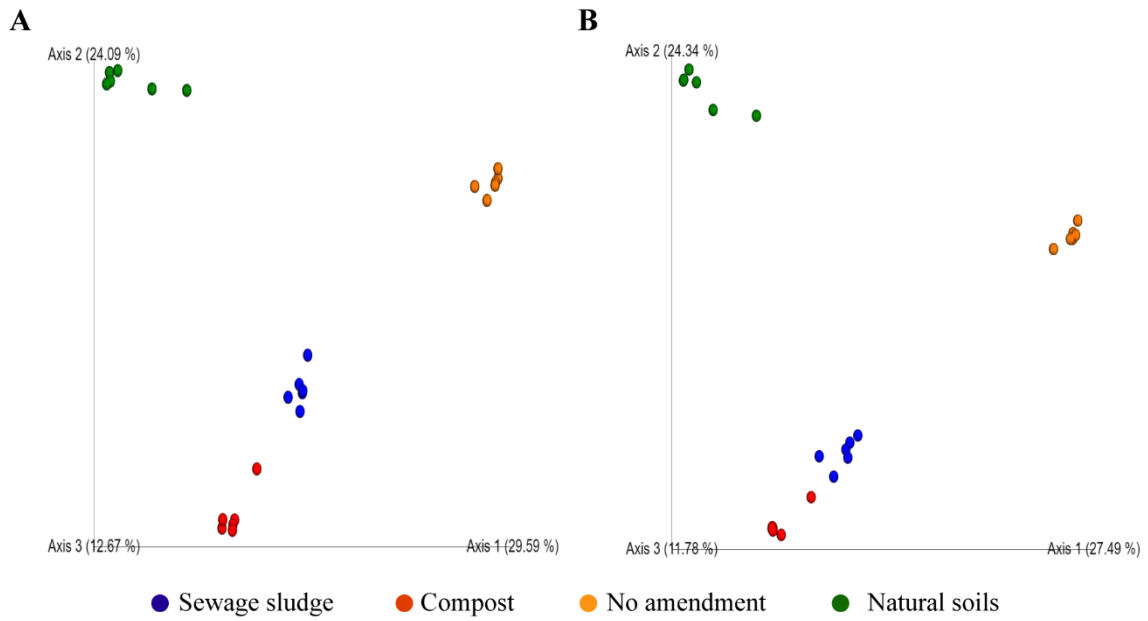 A
B
Axis 2 (24.09 %)
Axis 2 (24.34 %)
Axis 3 (12.67 %)
Axis 1 (29.59 %)
Axis 3 (11.78 %)
Axis 1 (27.49 %)
Sewage sludge
Compost
No amendment
Natural soils